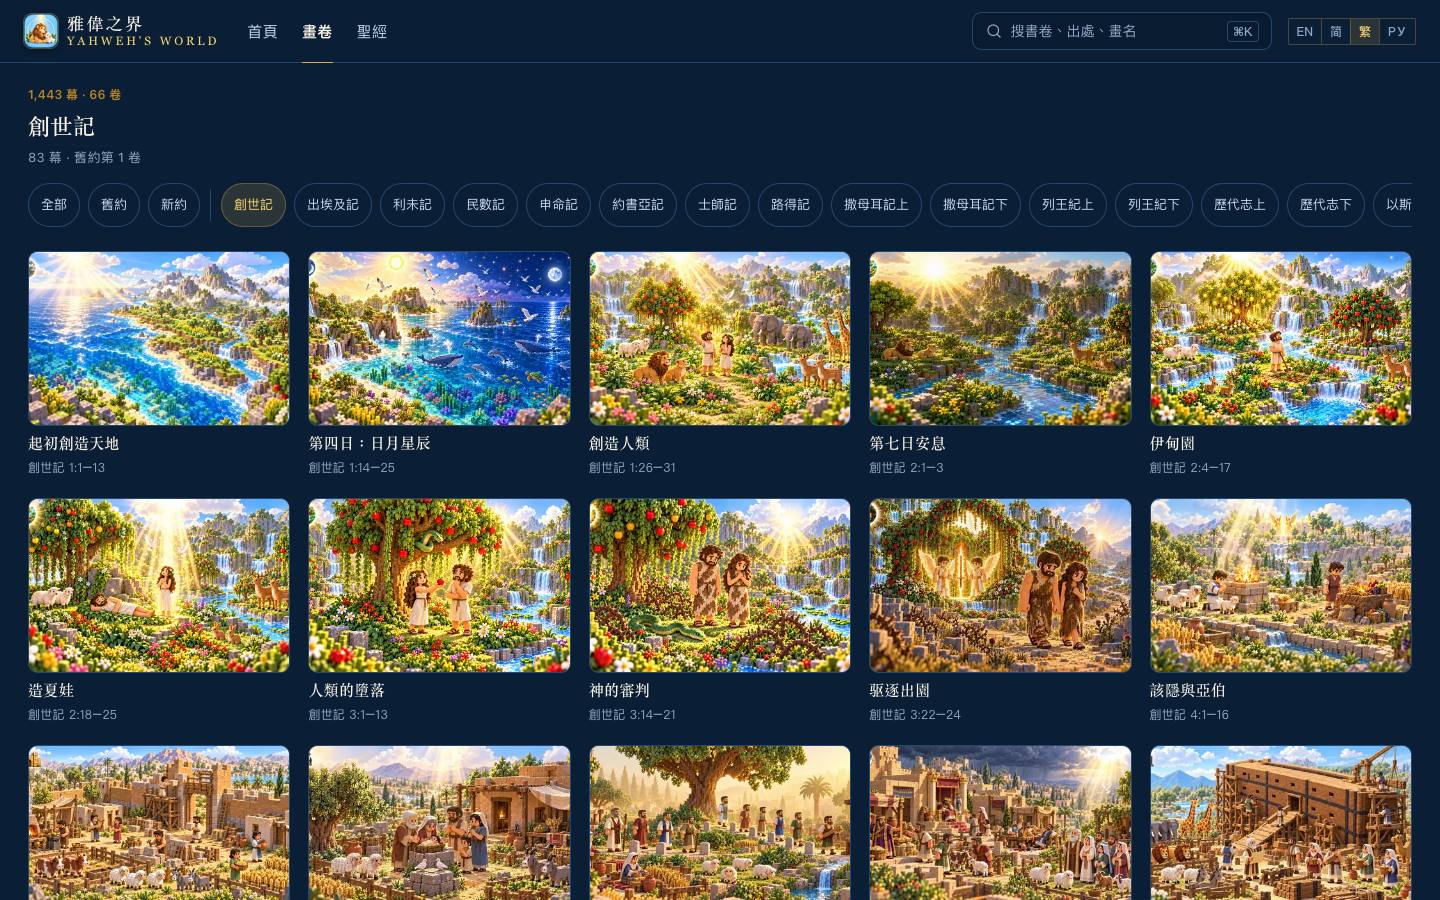 雅偉之界
YAHWEH'S WORLD
首頁
畫卷
聖經
搜書卷、出處、畫名
⌘K
EN
简
繁
РУ
1,443 幕 · 66 卷
創世記
83 幕 · 舊約第 1 卷
全部
舊約
新約
創世記
出埃及記
利未記
民數記
申命記
約書亞記
士師記
路得記
撒母耳記上
撒母耳記下
列王紀上
列王紀下
歷代志上
歷代志下
以斯
起初創造天地
創世記 1:1–13
第四日：日月星辰
創世記 1:14–25
創造人類
創世記 1:26–31
第七日安息
創世記 2:1–3
伊甸園
創世記 2:4–17
造夏娃
創世記 2:18–25
人類的墮落
創世記 3:1–13
神的審判
創世記 3:14–21
驅逐出園
創世記 3:22–24
該隱與亞伯
創世記 4:1–16